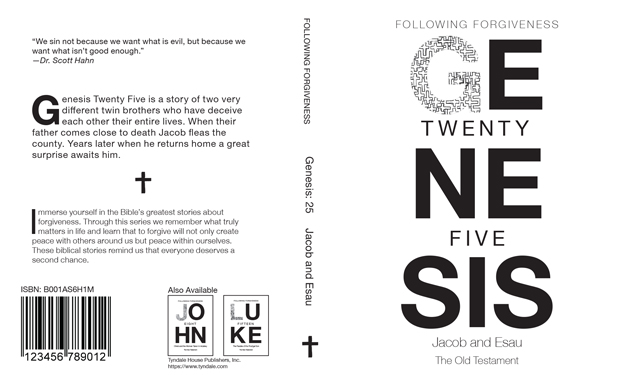 “We sin not because we want what is evil, but because we
want what isn’t good enough.”
—Dr. Scott Hahn
Genesis Twenty Five is a story of two very
different twin brothers who have deceive
each other their entire lives. When their
father comes close to death Jacob fleas the
county. Years later when he returns home a great
surprise awaits him.
Immerse yourself in the Bible’s greatest stories about
forgiveness. Through this series we remember what truly
matters in life and learn that to forgive will not only create
peace with others around us but peace within ourselves.
These biblical stories remind us that everyone deserves a
second chance.
ISBN: B001AS6H1M
123456 789012
Also Available
JO
EIGHT
HN
LU
FIFTEEN
KE
Tyndale House Publishers, Inc.
https://www.tyndale.com
FOLLOWING FORGIVENESS
Genesis: 25
Jacob and Esau
FOLLOWING FORGIVENESS
GE
TWENTY
NE
FIVE
SIS
Jacob and Esau
The Old Testament